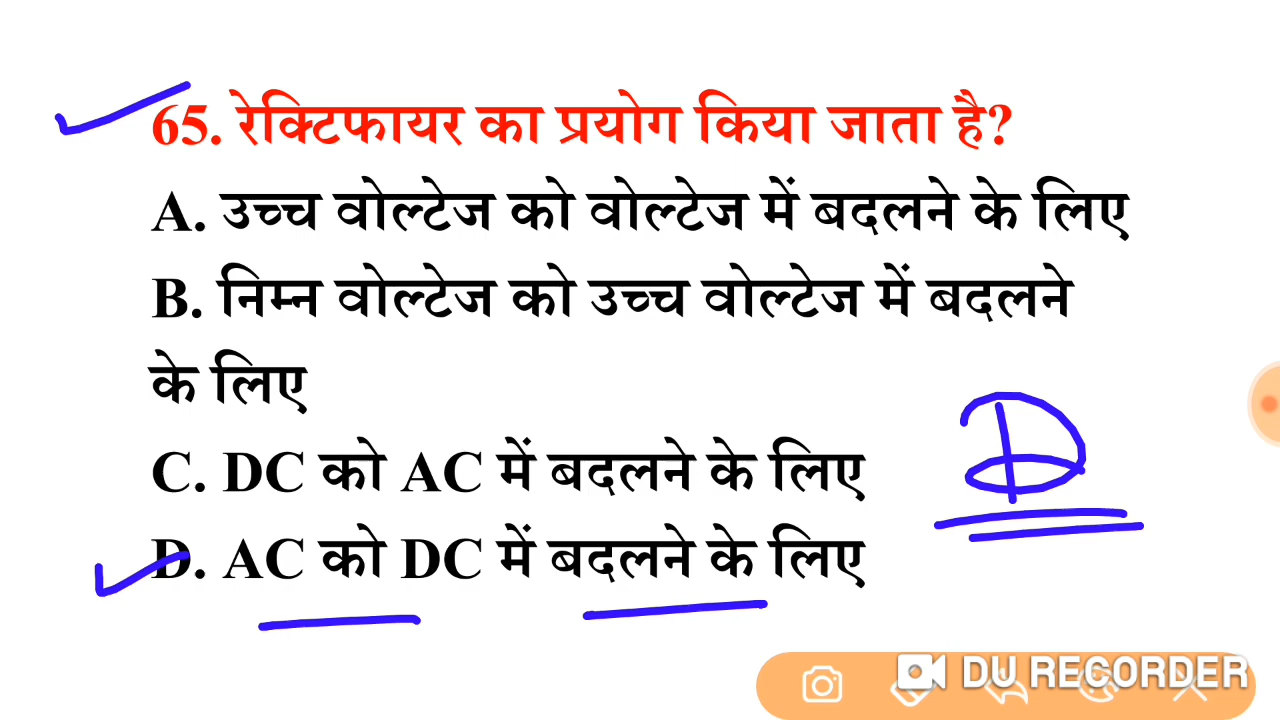 65. रेक्टिफायर का प्रयोग किया जाता है?
A. उच्च वोल्टेज को वोल्टेज में बदलने के लिए
B. निम्न वोल्टेज को उच्च वोल्टेज में बदलने
के लिए
C. DC को AC में बदलने के लिए
D
D. AC को DC में बदलने के लिए
DU RECORDER